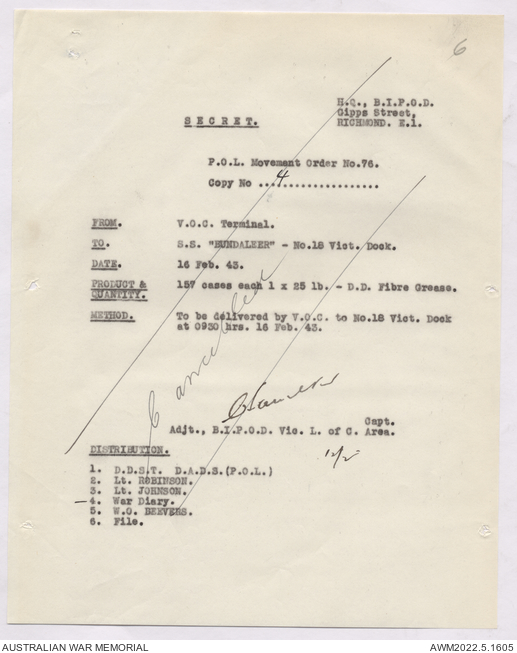 6
H.Q., B.I.P.O.D.
Gipps Street,
RICHMOND. E.1.
SECRET.
P.O.L. Movement Order No.76.
Copy No ...4...................
FROM. V.O.C. Terminal.
TO. S.S. "BUNDALEER" - No.18 Vict. Dock.
DATE. 16 Feb. 43.
PRODUCT & QUANTITY. 157 cases each 1 x 25 lb. - D.D. Fibre Grease.
METHOD. To be delivered by V.O.C. to No.18 Vict. Dock
at 0930 hrs. 16 Feb. 43.
Cancelled
Capt.
Adjt., B.I.P.O.D. Vic. L. of C. Area.
DISTRIBUTION.
1. D.D.S.T. D.A.D.S.(P.O.L.)
2. Lt. ROBINSON.
3. Lt. JOHNSON.
4. War Diary.
5. W.O. BEEVERS.
6. File.
AUSTRALIAN WAR MEMORIAL
AWM2022.5.1605